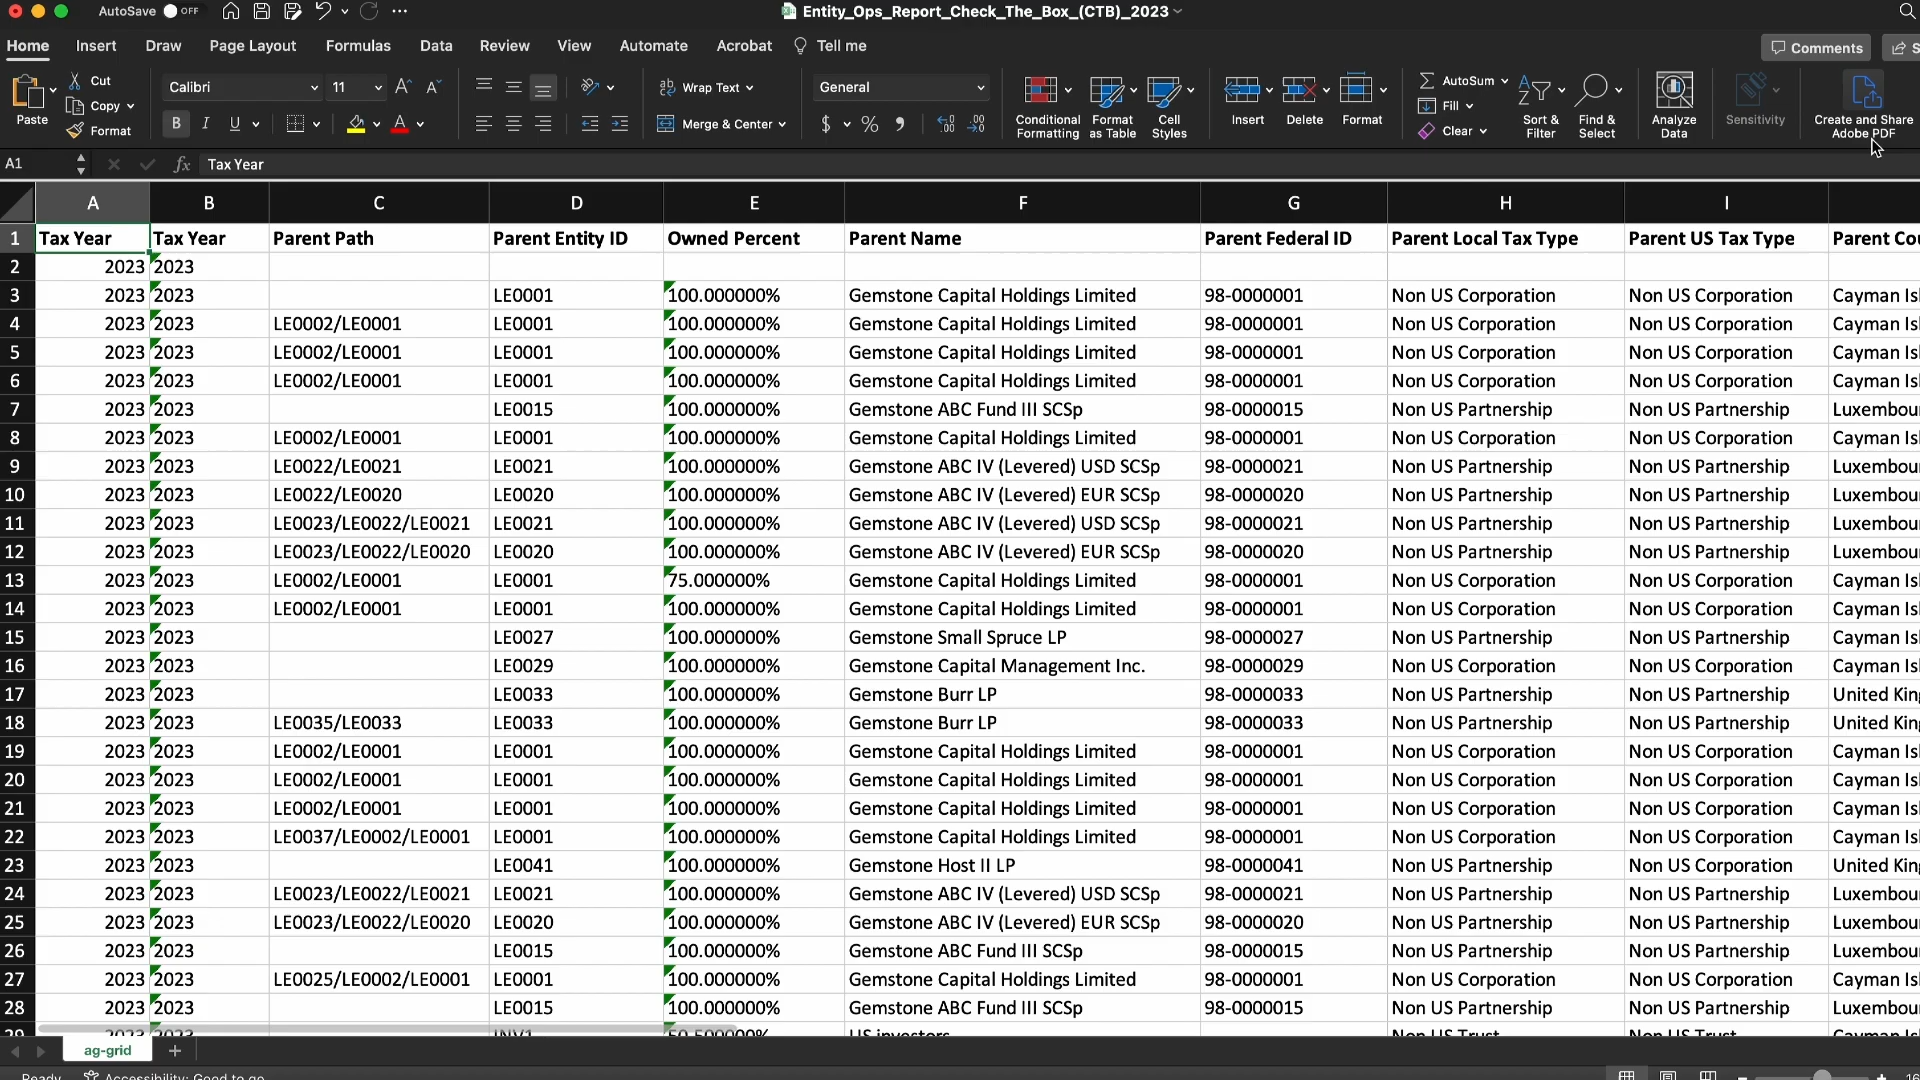 AutoSave OFF Entity_Ops_Report_Check_The_Box_(CTB)_2023
Home Insert Draw Page Layout Formulas Data Review View Automate Acrobat Tell me Comments S
Paste Cut Copy Format Calibri 11 B I U Wrap Text Merge & Center General $ % Conditional Formatting Format as Table Cell Styles Insert Delete Format AutoSum Fill Clear Sort & Filter Find & Select Analyze Data Sensitivity Create and Share Adobe PDF
A1 fx Tax Year
A B C D E F G H I
1 Tax Year Tax Year Parent Path Parent Entity ID Owned Percent Parent Name Parent Federal ID Parent Local Tax Type Parent US Tax Type Parent Cou
2 2023 2023
3 2023 2023 LE0001 100.000000% Gemstone Capital Holdings Limited 98-0000001 Non US Corporation Non US Corporation Cayman Isl
4 2023 2023 LE0002/LE0001 LE0001 100.000000% Gemstone Capital Holdings Limited 98-0000001 Non US Corporation Non US Corporation Cayman Isl
5 2023 2023 LE0002/LE0001 LE0001 100.000000% Gemstone Capital Holdings Limited 98-0000001 Non US Corporation Non US Corporation Cayman Isl
6 2023 2023 LE0002/LE0001 LE0001 100.000000% Gemstone Capital Holdings Limited 98-0000001 Non US Corporation Non US Corporation Cayman Isl
7 2023 2023 LE0015 100.000000% Gemstone ABC Fund III SCSp 98-0000015 Non US Partnership Non US Partnership Luxembou
8 2023 2023 LE0002/LE0001 LE0001 100.000000% Gemstone Capital Holdings Limited 98-0000001 Non US Corporation Non US Corporation Cayman Isl
9 2023 2023 LE0022/LE0021 LE0021 100.000000% Gemstone ABC IV (Levered) USD SCSp 98-0000021 Non US Partnership Non US Partnership Luxembou
10 2023 2023 LE0022/LE0020 LE0020 100.000000% Gemstone ABC IV (Levered) EUR SCSp 98-0000020 Non US Partnership Non US Partnership Luxembou
11 2023 2023 LE0023/LE0022/LE0021 LE0021 100.000000% Gemstone ABC IV (Levered) USD SCSp 98-0000021 Non US Partnership Non US Partnership Luxembou
12 2023 2023 LE0023/LE0022/LE0020 LE0020 100.000000% Gemstone ABC IV (Levered) EUR SCSp 98-0000020 Non US Partnership Non US Partnership Luxembou
13 2023 2023 LE0002/LE0001 LE0001 75.000000% Gemstone Capital Holdings Limited 98-0000001 Non US Corporation Non US Corporation Cayman Isl
14 2023 2023 LE0002/LE0001 LE0001 100.000000% Gemstone Capital Holdings Limited 98-0000001 Non US Corporation Non US Corporation Cayman Isl
15 2023 2023 LE0027 100.000000% Gemstone Small Spruce LP 98-0000027 Non US Partnership Non US Partnership Cayman Isl
16 2023 2023 LE0029 100.000000% Gemstone Capital Management Inc. 98-0000029 Non US Corporation Non US Corporation Cayman Isl
17 2023 2023 LE0033 100.000000% Gemstone Burr LP 98-0000033 Non US Partnership Non US Partnership United King
18 2023 2023 LE0035/LE0033 LE0033 100.000000% Gemstone Burr LP 98-0000033 Non US Partnership Non US Partnership United King
19 2023 2023 LE0002/LE0001 LE0001 100.000000% Gemstone Capital Holdings Limited 98-0000001 Non US Corporation Non US Corporation Cayman Isl
20 2023 2023 LE0002/LE0001 LE0001 100.000000% Gemstone Capital Holdings Limited 98-0000001 Non US Corporation Non US Corporation Cayman Isl
21 2023 2023 LE0002/LE0001 LE0001 100.000000% Gemstone Capital Holdings Limited 98-0000001 Non US Corporation Non US Corporation Cayman Isl
22 2023 2023 LE0037/LE0002/LE0001 LE0001 100.000000% Gemstone Capital Holdings Limited 98-0000001 Non US Corporation Non US Corporation Cayman Isl
23 2023 2023 LE0041 100.000000% Gemstone Host II LP 98-0000041 Non US Partnership Non US Corporation United King
24 2023 2023 LE0023/LE0022/LE0021 LE0021 100.000000% Gemstone ABC IV (Levered) USD SCSp 98-0000021 Non US Partnership Non US Partnership Luxembou
25 2023 2023 LE0023/LE0022/LE0020 LE0020 100.000000% Gemstone ABC IV (Levered) EUR SCSp 98-0000020 Non US Partnership Non US Partnership Luxembou
26 2023 2023 LE0015 100.000000% Gemstone ABC Fund III SCSp 98-0000015 Non US Partnership Non US Partnership Luxembou
27 2023 2023 LE0025/LE0002/LE0001 LE0001 100.000000% Gemstone Capital Holdings Limited 98-0000001 Non US Corporation Non US Corporation Cayman Isl
28 2023 2023 LE0015 100.000000% Gemstone ABC Fund III SCSp 98-0000015 Non US Partnership Non US Partnership Luxembou
29 2023 2023 INV1 US investors Non US Trust Non US Trust Cayman Isl
ag-grid
Ready Accessibility: Good to go